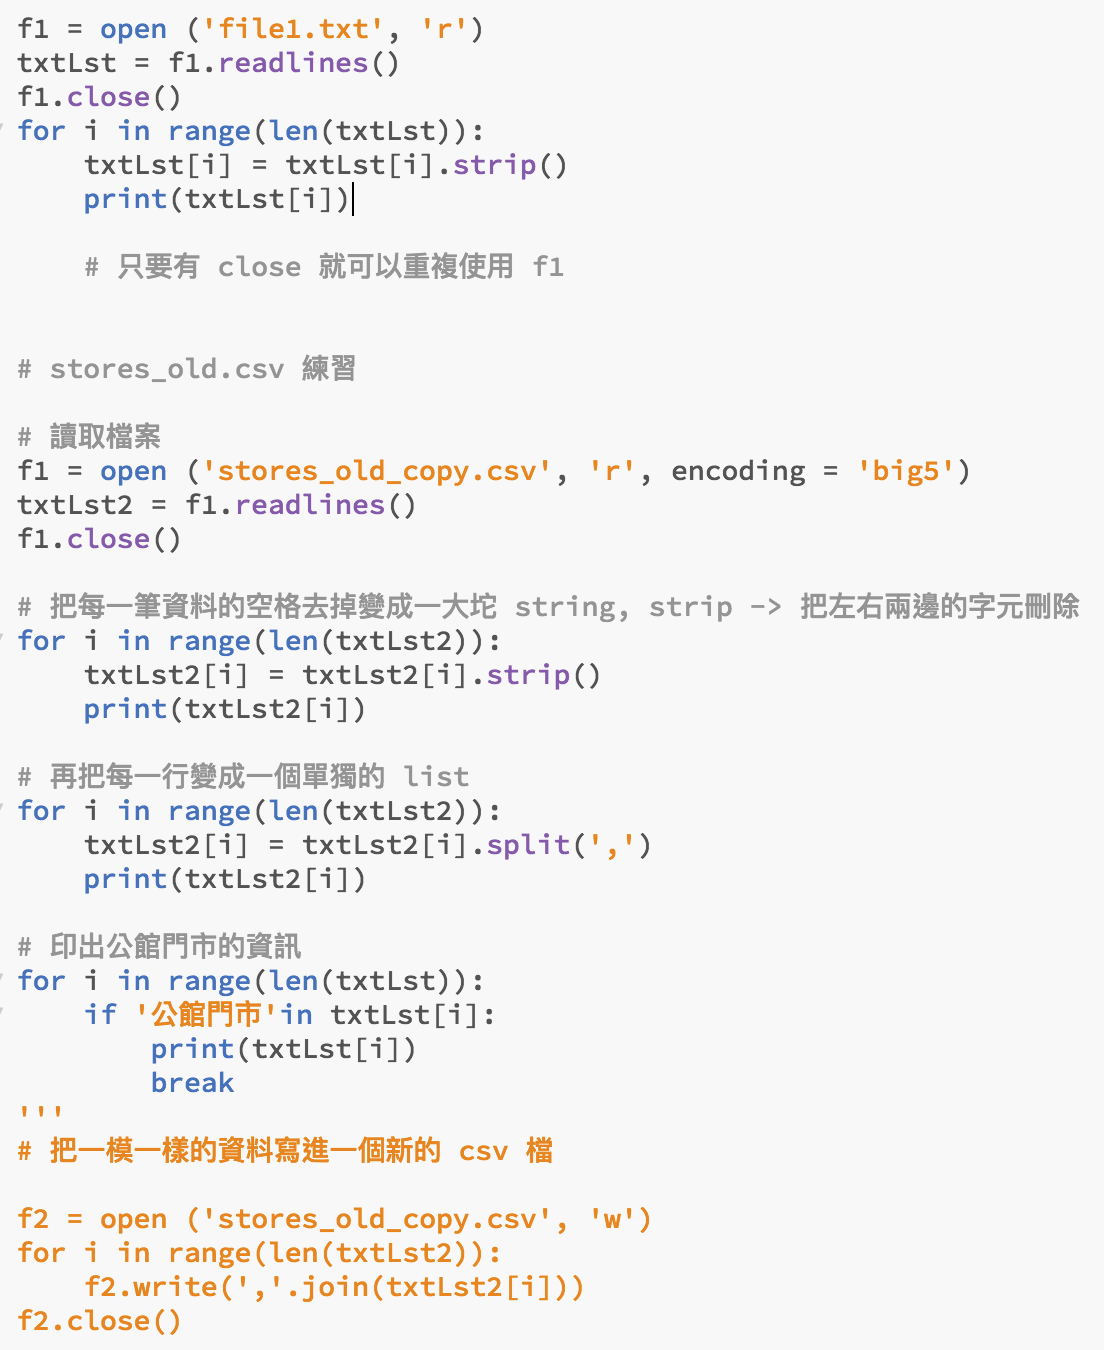 f1 = open ('file1.txt', 'r')
txtLst = f1.readlines()
f1.close()
for i in range(len(txtLst)):
    txtLst[i] = txtLst[i].strip()
    print(txtLst[i])
    # 只要有 close 就可以重複使用 f1
# stores_old.csv 練習
# 讀取檔案
f1 = open ('stores_old_copy.csv', 'r', encoding = 'big5')
txtLst2 = f1.readlines()
f1.close()
# 把每一筆資料的空格去掉變成一大坨 string, strip -> 把左右兩邊的字元刪除
for i in range(len(txtLst2)):
    txtLst2[i] = txtLst2[i].strip()
    print(txtLst2[i])
# 再把每一行變成一個單獨的 list
for i in range(len(txtLst2)):
    txtLst2[i] = txtLst2[i].split(',')
    print(txtLst2[i])
# 印出公館門市的資訊
for i in range(len(txtLst)):
    if '公館門市'in txtLst[i]:
        print(txtLst[i])
        break
'''
# 把一模一樣的資料寫進一個新的 csv 檔
f2 = open ('stores_old_copy.csv', 'w')
for i in range(len(txtLst2)):
    f2.write(','.join(txtLst2[i]))
f2.close()